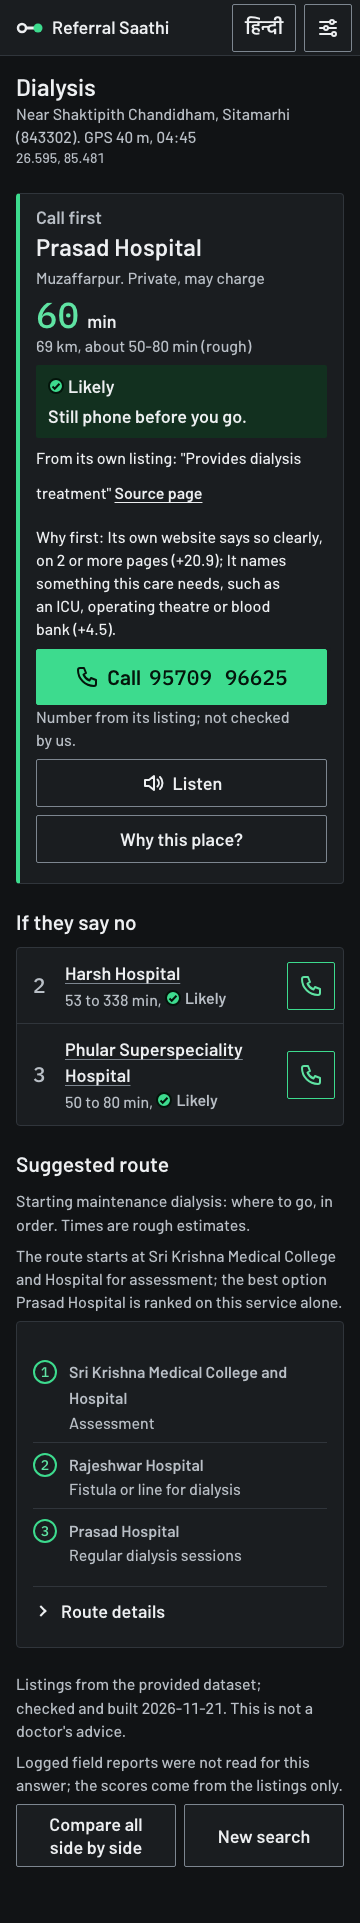 Referral Saathi
हिन्दी
Dialysis
Near Shaktipith Chandidham, Sitamarhi
(843302). GPS 40 m, 04:45
26.595, 85.481
Call first
Prasad Hospital
Muzaffarpur. Private, may charge
60 min
69 km, about 50-80 min (rough)
Likely
Still phone before you go.
From its own listing: "Provides dialysis
treatment" Source page
Why first: Its own website says so clearly,
on 2 or more pages (+20.9); It names
something this care needs, such as
an ICU, operating theatre or blood
bank (+4.5).
Call 95709 96625
Number from its listing; not checked
by us.
Listen
Why this place?
If they say no
2
Harsh Hospital
53 to 338 min, Likely
3
Phular Superspeciality
Hospital
50 to 80 min, Likely
Suggested route
Starting maintenance dialysis: where to go, in
order. Times are rough estimates.
The route starts at Sri Krishna Medical College
and Hospital for assessment; the best option
Prasad Hospital is ranked on this service alone.
1 Sri Krishna Medical College and
Hospital
Assessment
2 Rajeshwar Hospital
Fistula or line for dialysis
3 Prasad Hospital
Regular dialysis sessions
Route details
Listings from the provided dataset;
checked and built 2026-11-21. This is not a
doctor's advice.
Logged field reports were not read for this
answer; the scores come from the listings only.
Compare all
side by side
New search